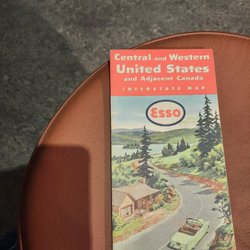 Central and Western
United States
and Adjacent Canada
INTERSTATE MAP
Esso